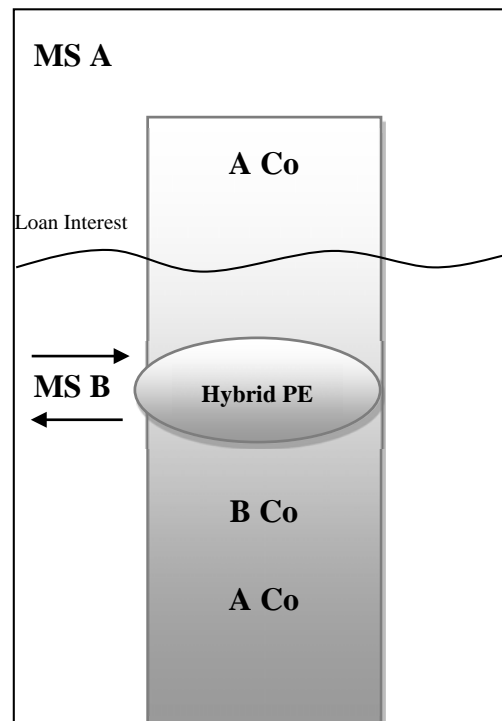 MS A
A Co
Loan Interest
MS B
Hybrid PE
B Co
A Co